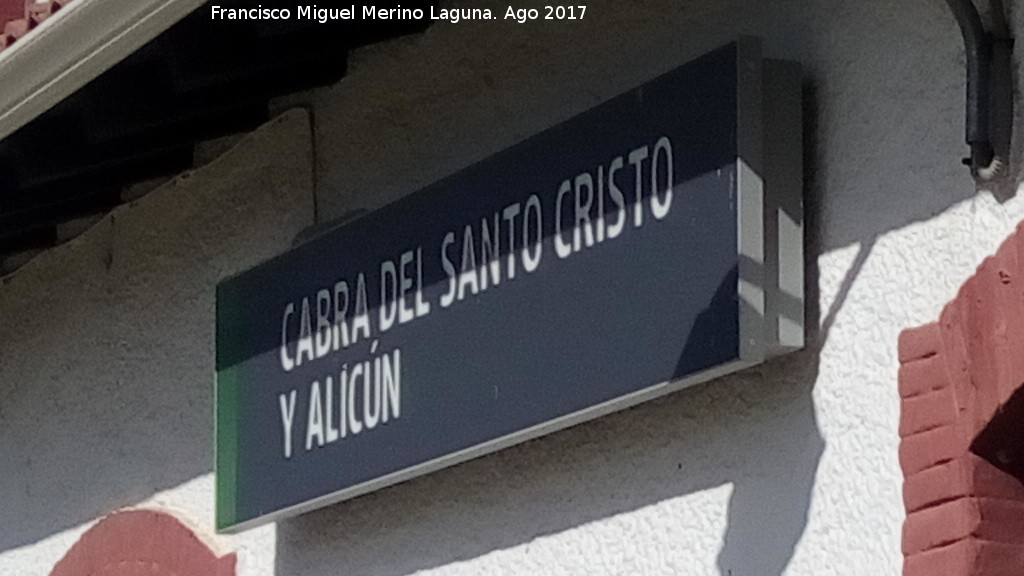 Francisco Miguel Merino Laguna. Ago 2017
CABRA DEL SANTO CRISTO
Y ALICÚN